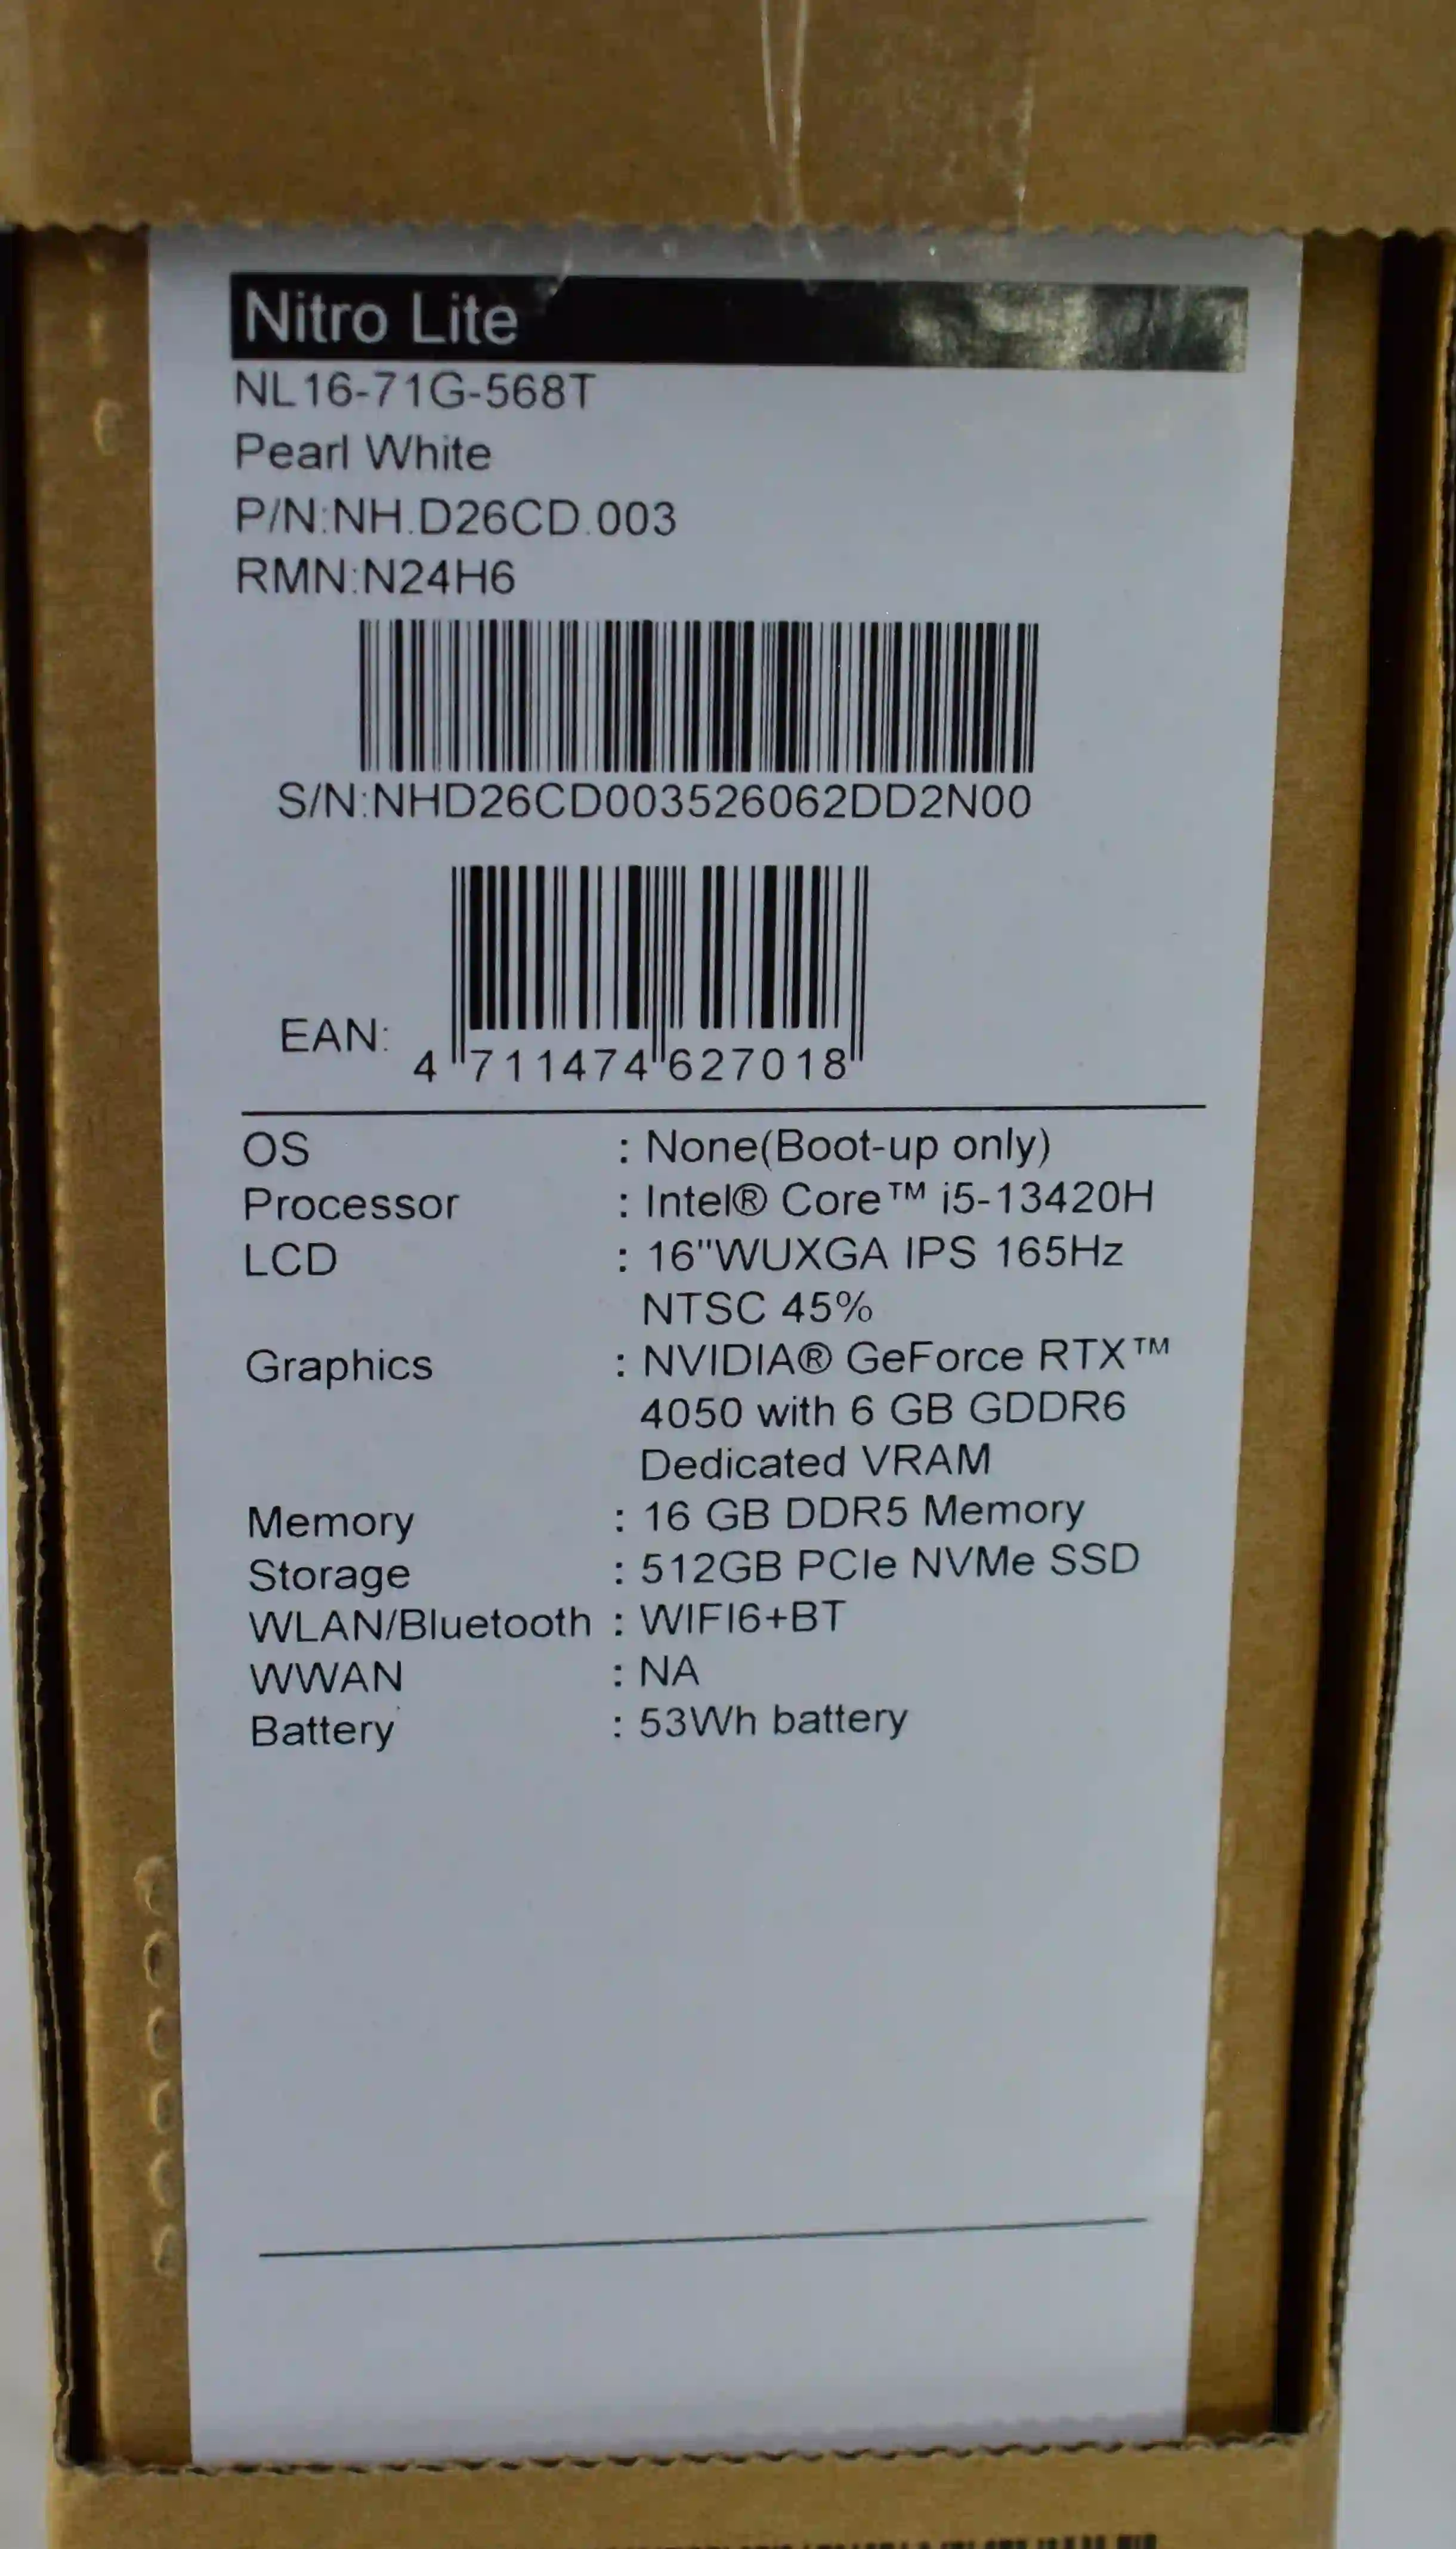 Nitro Lite
NL16-71G-568T
Pearl White
P/N:NH.D26CD.003
RMN:N24H6
S/N:NHD26CD003526062DD2N00
EAN: 4 711474 627018
OS : None(Boot-up only)
Processor : Intel® Core™ i5-13420H
LCD : 16"WUXGA IPS 165Hz
NTSC 45%
Graphics : NVIDIA® GeForce RTX™
4050 with 6 GB GDDR6
Dedicated VRAM
Memory : 16 GB DDR5 Memory
Storage : 512GB PCIe NVMe SSD
WLAN/Bluetooth : WIFI6+BT
WWAN : NA
Battery : 53Wh battery